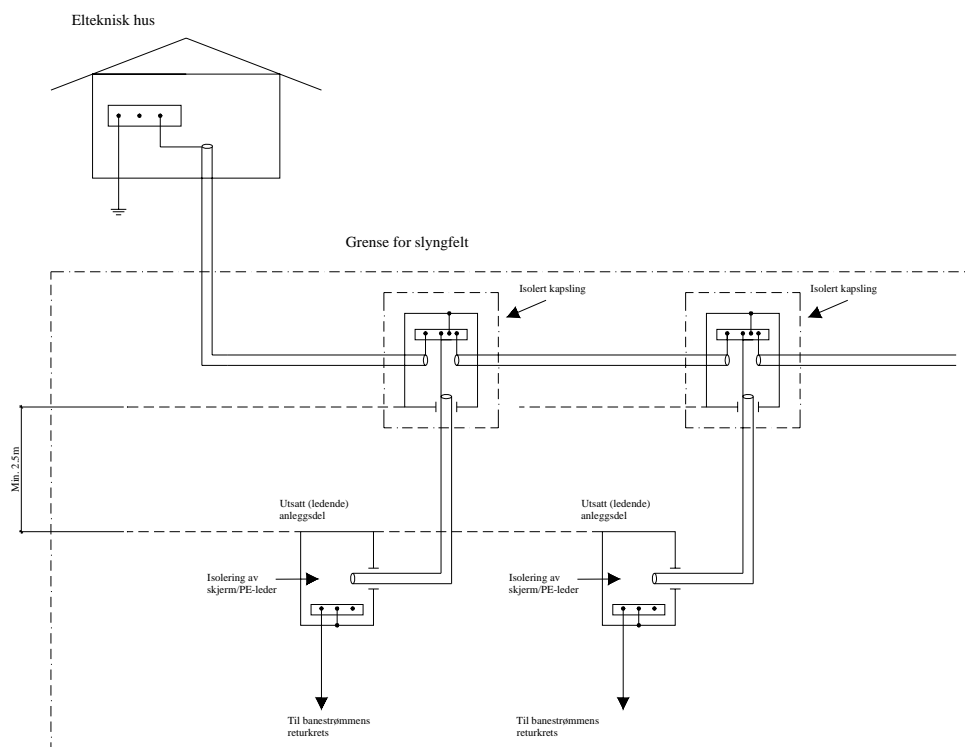 Elteknisk hus
Grense for slyngfelt
Isolert kapsling
Isolert kapsling
Min. 2.5m
Utsatt (ledende)
anleggsdel
Utsatt (ledende)
anleggsdel
Isolering av
skjerm/PE-leder
Isolering av
skjerm/PE-leder
Til banestrømmens
returkrets
Til banestrømmens
returkrets